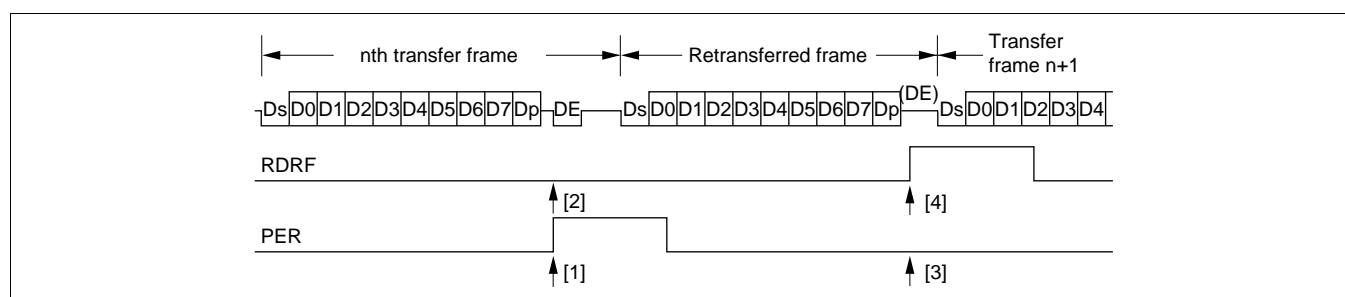 nth transfer frame
Retransferred frame
Transfer
frame n+1
Ds D0 D1 D2 D3 D4 D5 D6 D7 Dp DE Ds D0 D1 D2 D3 D4 D5 D6 D7 Dp (DE) Ds D0 D1 D2 D3 D4
RDRF
[2]
[4]
PER
[1]
[3]